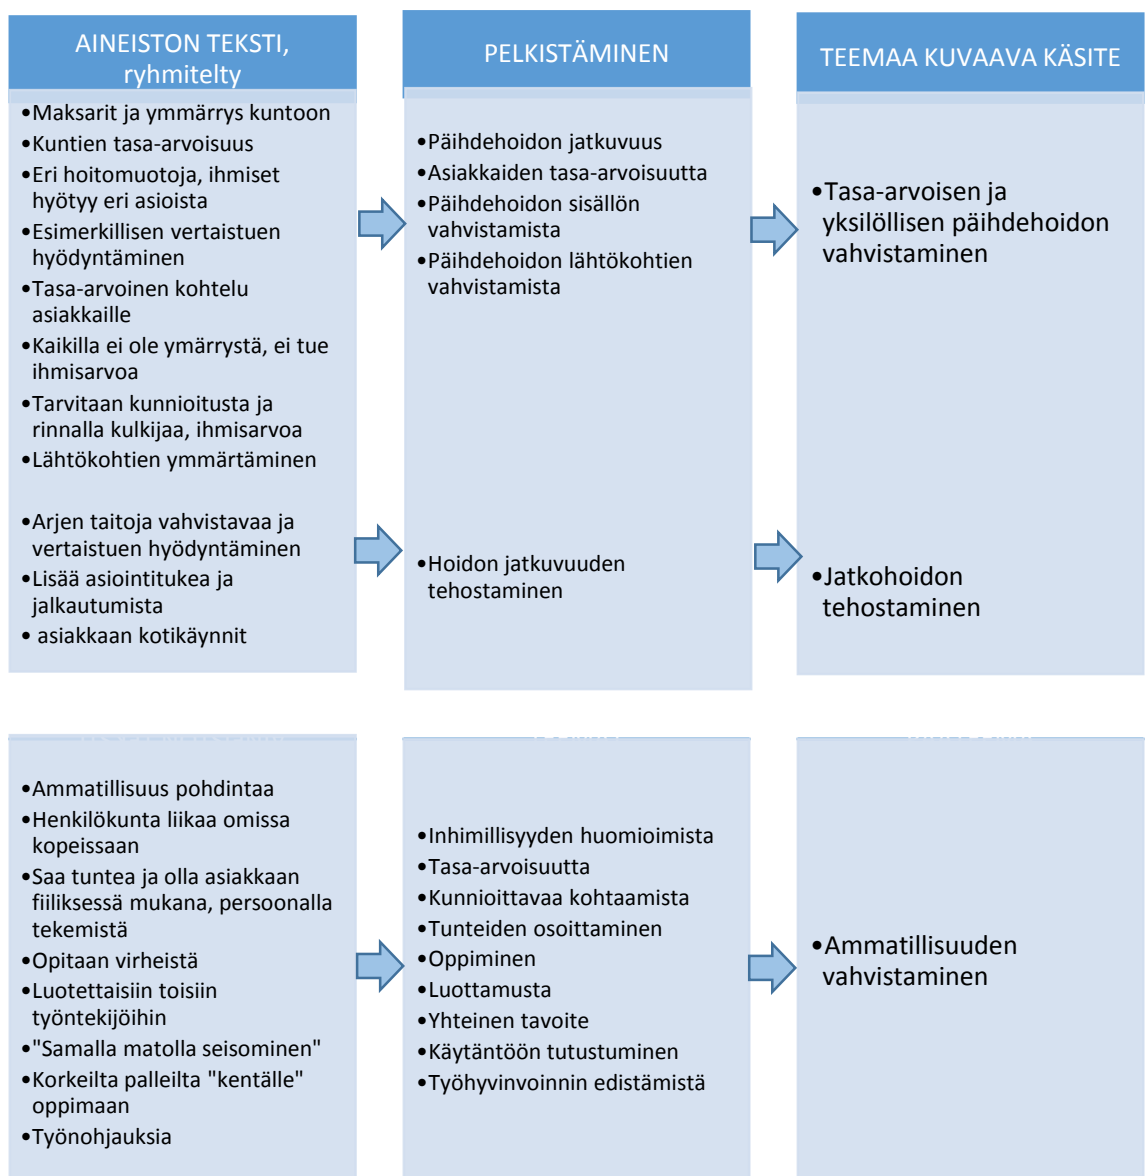 AINEISTON TEKSTI,
ryhmitelty
•Maksarit ja ymmärrys kuntoon
•Kuntien tasa-arvoisuus
•Eri hoitomuotoja, ihmiset
hyötyy eri asioista
•Esimerkillisen vertaistuen
hyödyntäminen
•Tasa-arvoinen kohtelu
asiakkaille
•Kaikilla ei ole ymärrystä, ei tue
ihmisarvoa
•Tarvitaan kunnioitusta ja
rinnalla kulkijaa, ihmisarvoa
•Lähtökohtien ymmärtäminen
•Arjen taitoja vahvistavaa ja
vertaistuen hyödyntäminen
•Lisää asiointitukea ja
jalkautumista
• asiakkaan kotikäynnit
PELKISTÄMINEN
•Päihdehoidon jatkuvuus
•Asiakkaiden tasa-arvoisuutta
•Päihdehoidon sisällön
vahvistamista
•Päihdehoidon lähtökohtien
vahvistamista
•Hoidon jatkuvuuden
tehostaminen
TEEMAA KUVAAVA KÄSITE
•Tasa-arvoisen ja
yksilöllisen päihdehoidon
vahvistaminen
•Jatkohoidon
tehostaminen
•Ammatillisuus pohdintaa
•Henkilökunta liikaa omissa
kopeissaan
•Saa tuntea ja olla asiakkaan
fiiliksessä mukana, persoonalla
tekemistä
•Opitaan virheistä
•Luotettaisiin toisiin
työntekijöihin
•"Samalla matolla seisominen"
•Korkeilta palleilta "kentälle"
oppimaan
•Työnohjauksia
•Inhimillisyyden huomioimista
•Tasa-arvoisuutta
•Kunnioittavaa kohtaamista
•Tunteiden osoittaminen
•Oppiminen
•Luottamusta
•Yhteinen tavoite
•Käytäntöön tutustuminen
•Työhyvinvoinnin edistämistä
•Ammatillisuuden
vahvistaminen